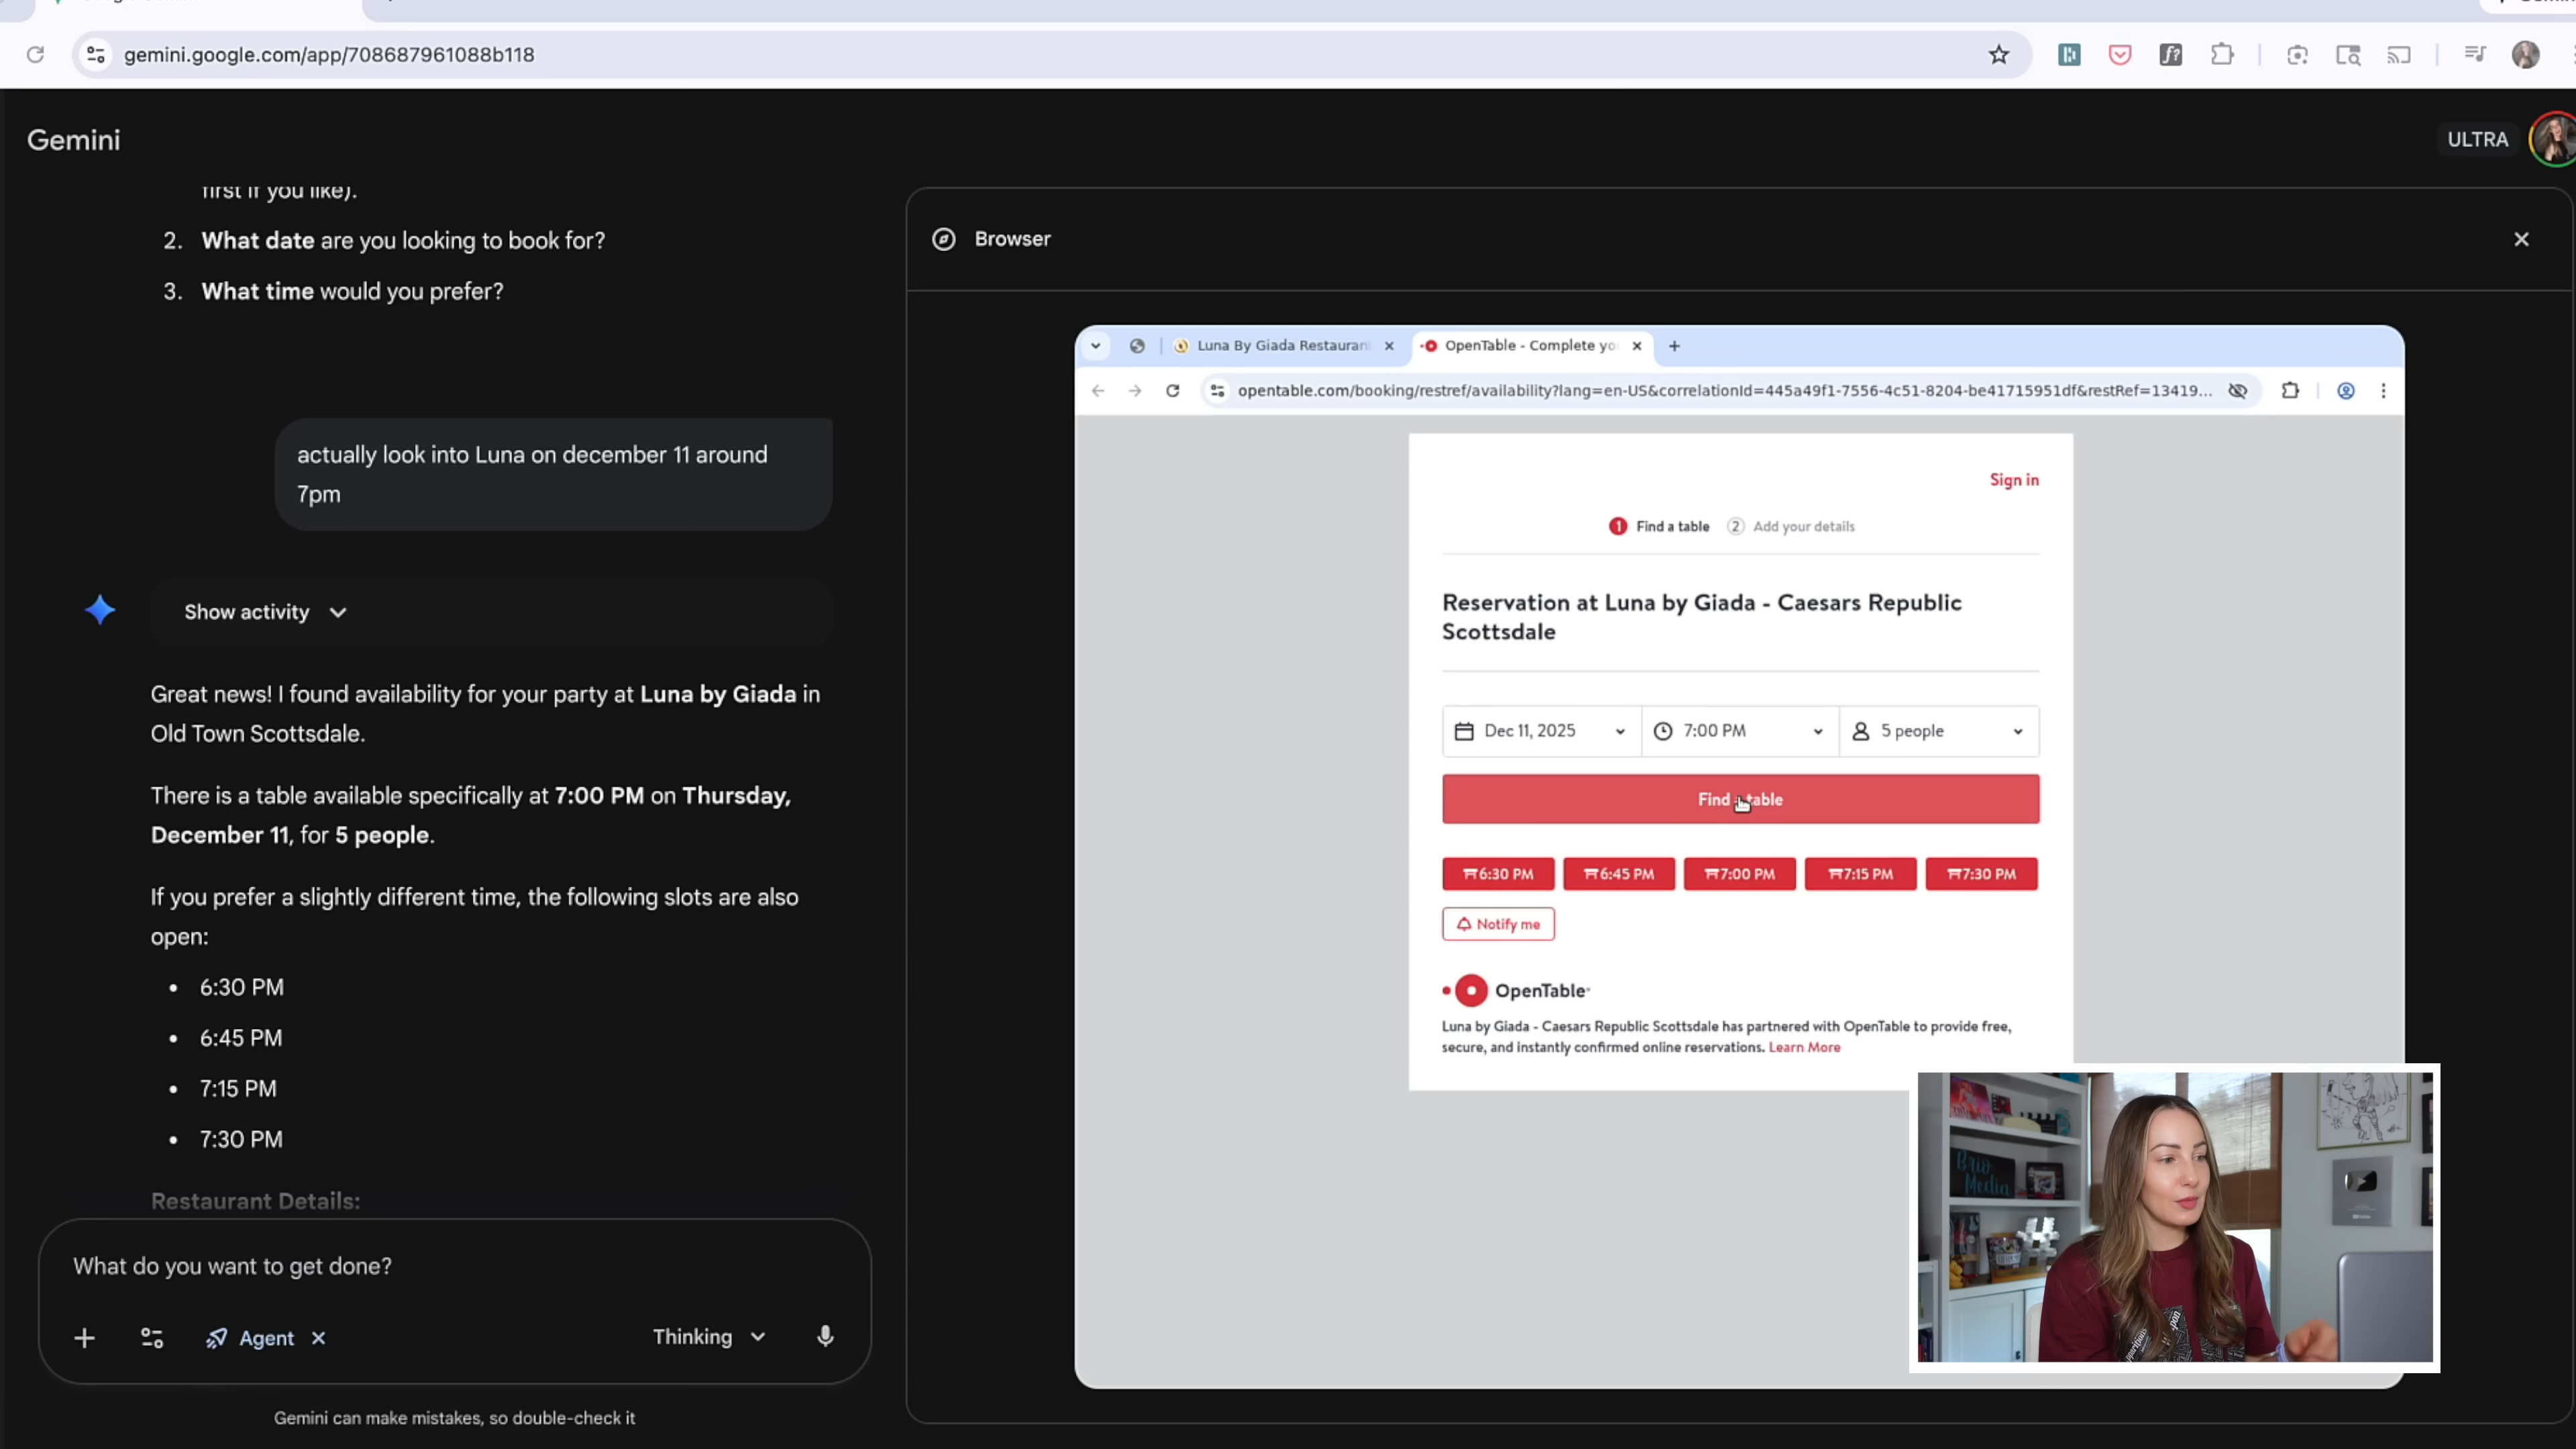 gemini.google.com/app/708687961088b118
Gemini
ULTRA
first if you like).
2. What date are you looking to book for?
3. What time would you prefer?
actually look into Luna on december 11 around
7pm
Show activity
Great news! I found availability for your party at Luna by Giada in
Old Town Scottsdale.
There is a table available specifically at 7:00 PM on Thursday,
December 11, for 5 people.
If you prefer a slightly different time, the following slots are also
open:
• 6:30 PM
• 6:45 PM
• 7:15 PM
• 7:30 PM
Restaurant Details:
What do you want to get done?
Agent
Thinking
Gemini can make mistakes, so double-check it
Browser
Luna By Giada Restauran
OpenTable - Complete yo
opentable.com/booking/restref/availability?lang=en-US&correlationId=445a49f1-7556-4c51-8204-be41715951df&restRef=13419...
Sign in
1 Find a table 2 Add your details
Reservation at Luna by Giada - Caesars Republic
Scottsdale
Dec 11, 2025 7:00 PM 5 people
Find table
6:30 PM 6:45 PM 7:00 PM 7:15 PM 7:30 PM
Notify me
OpenTable
Luna by Giada - Caesars Republic Scottsdale has partnered with OpenTable to provide free,
secure, and instantly confirmed online reservations. Learn More
Brio
Media